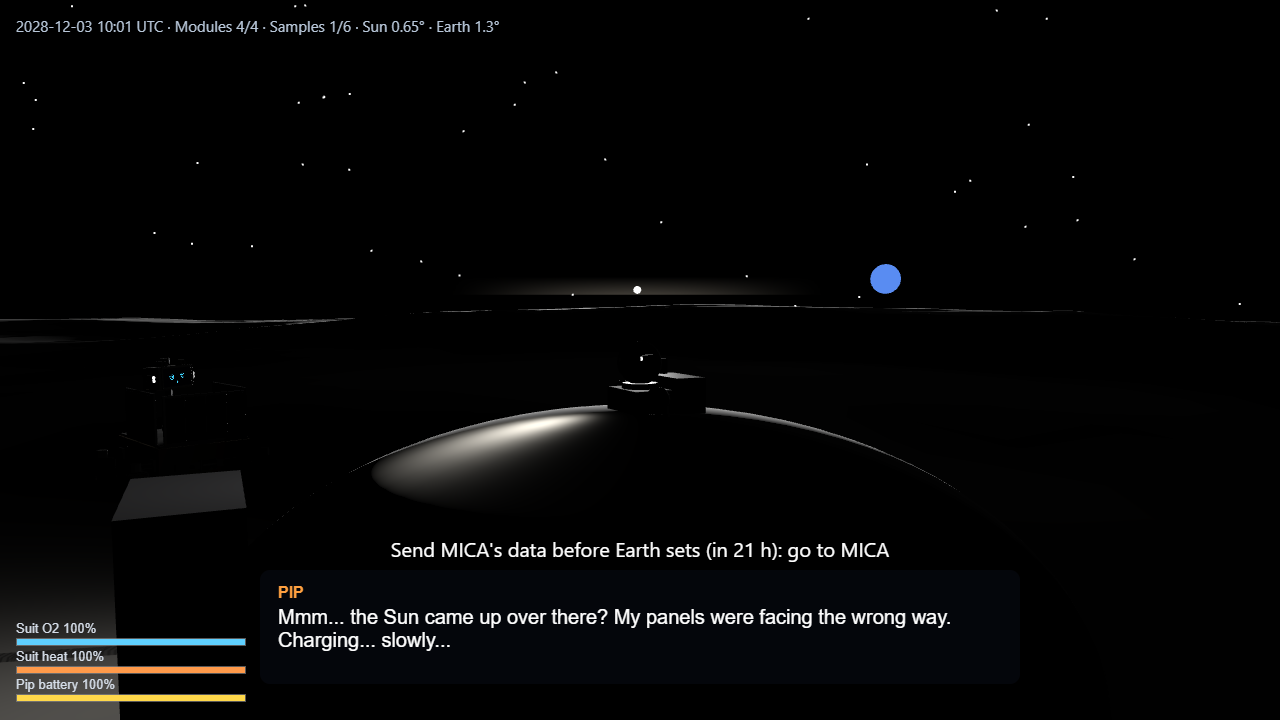 2028-12-03 10:01 UTC · Modules 4/4 · Samples 1/6 · Sun 0.65° · Earth 1.3°
Send MICA's data before Earth sets (in 21 h): go to MICA
PIP
Mmm... the Sun came up over there? My panels were facing the wrong way.
Charging... slowly...
Suit O2 100%
Suit heat 100%
Pip battery 100%